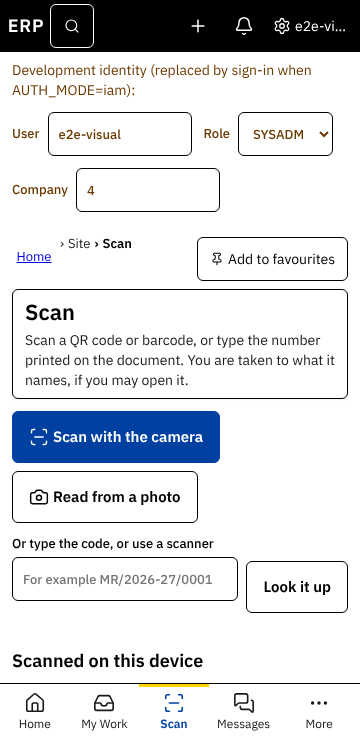 ERP
e2e-vi...
Development identity (replaced by sign-in when
AUTH_MODE=iam):
User e2e-visual Role SYSADM
Company 4
Home › Site › Scan
Add to favourites
Scan
Scan a QR code or barcode, or type the number
printed on the document. You are taken to what it
names, if you may open it.
Scan with the camera
Read from a photo
Or type the code, or use a scanner
For example MR/2026-27/0001 Look it up
Scanned on this device
Home My Work Scan Messages More